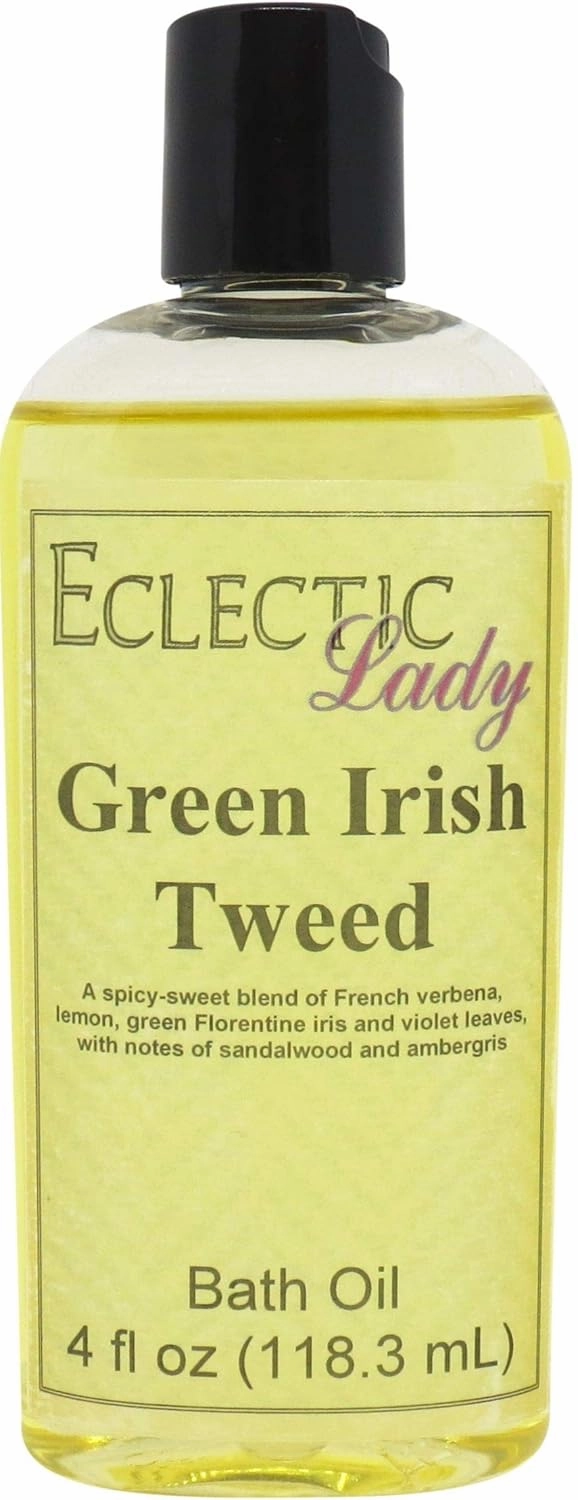 ECLECTIC
Lady
Green Irish
Tweed
A spicy-sweet blend of French verbena,
lemon, green Florentine iris and violet leaves,
with notes of sandalwood and ambergris
Bath Oil
4 fl oz (118.3 mL)